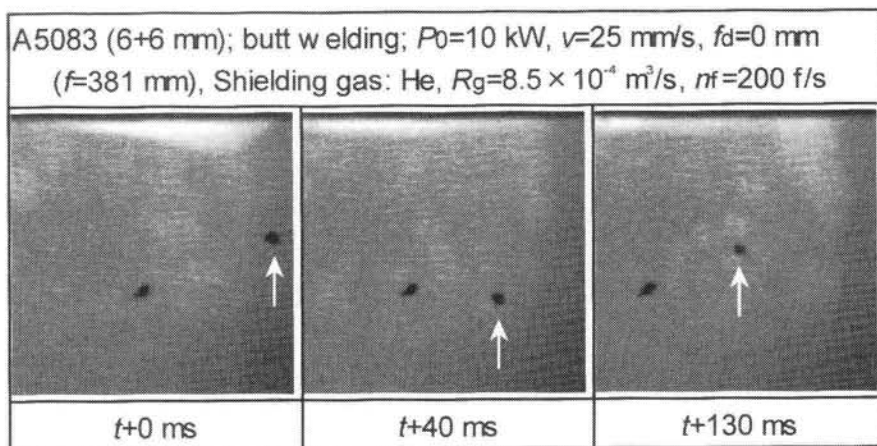 A5083 (6+6 mm); butt welding; P0=10 kW, v=25 mm/s, fd=0 mm
(f=381 mm), Shielding gas: He, Rg=8.5×10⁻⁴ m³/s, nf=200 f/s
t+0 ms
t+40 ms
t+130 ms